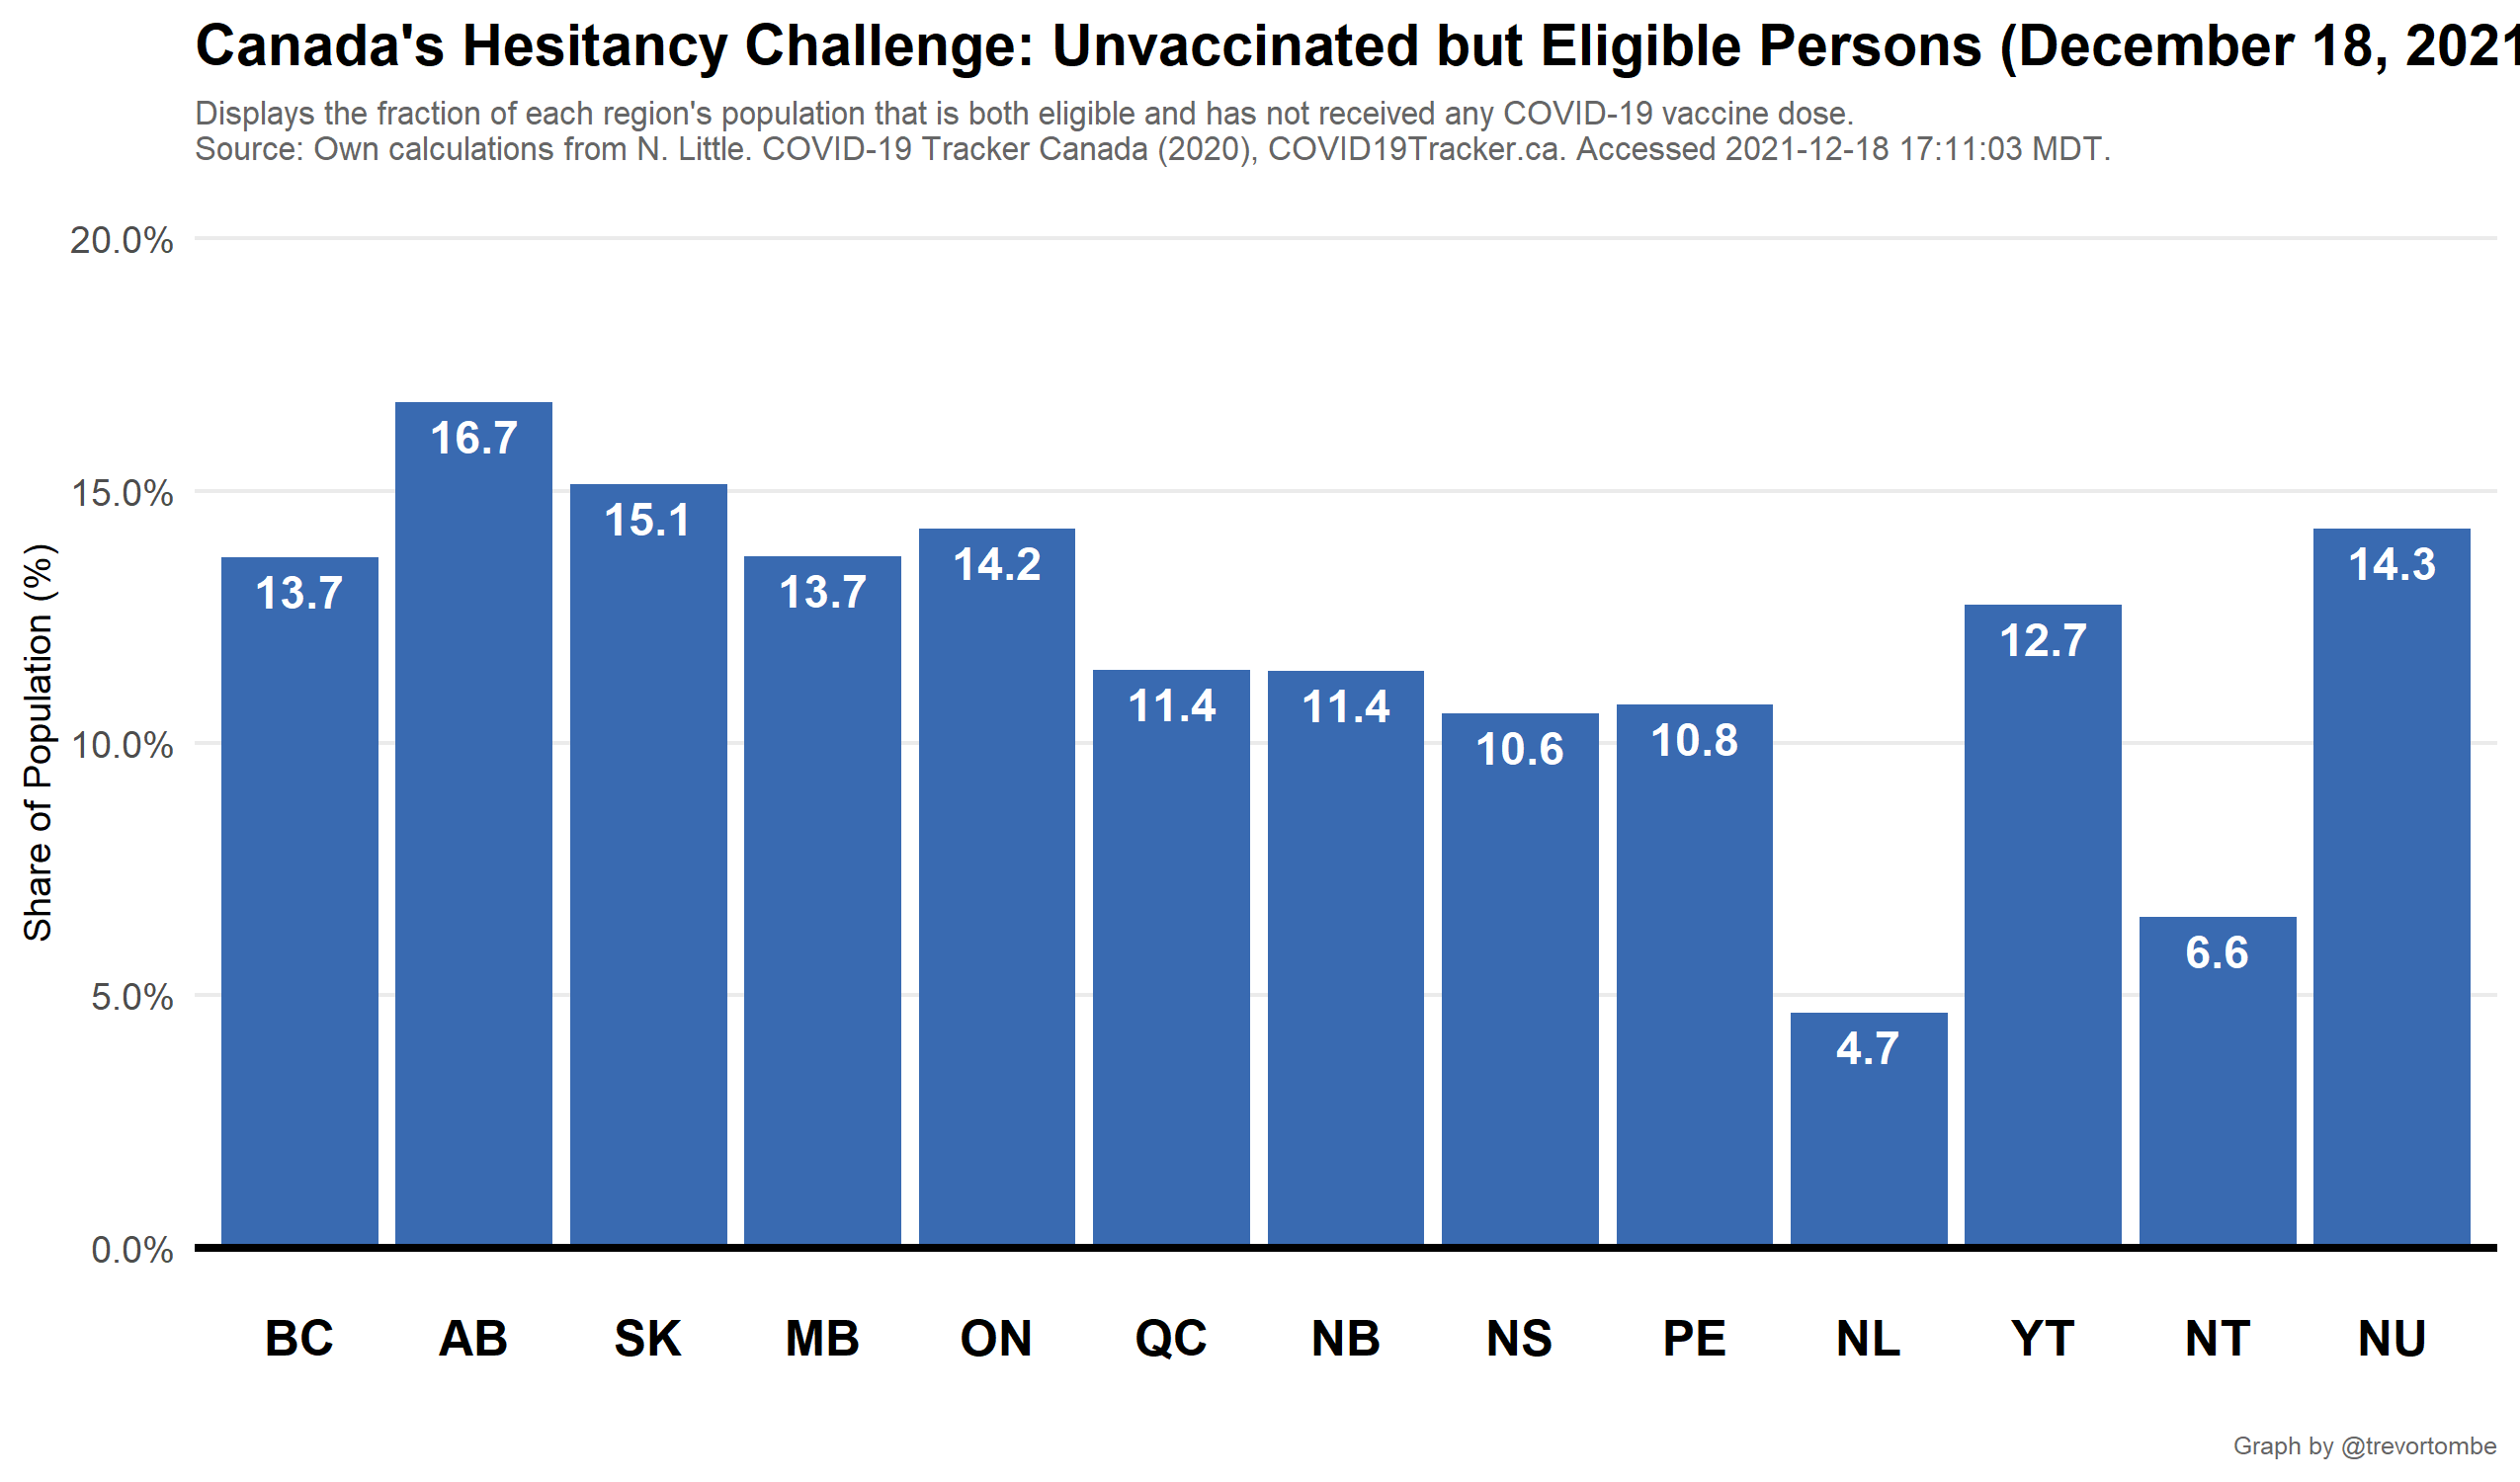 Canada's Hesitancy Challenge: Unvaccinated but Eligible Persons (December 18, 2021
Displays the fraction of each region's population that is both eligible and has not received any COVID-19 vaccine dose.
Source: Own calculations from N. Little. COVID-19 Tracker Canada (2020), COVID19Tracker.ca. Accessed 2021-12-18 17:11:03 MDT.
Share of Population (%)
20.0%
15.0%
10.0%
5.0%
0.0%
13.7
16.7
15.1
13.7
14.2
11.4
11.4
10.6
10.8
4.7
12.7
6.6
14.3
BC
AB
SK
MB
ON
QC
NB
NS
PE
NL
YT
NT
NU
Graph by @trevortombe